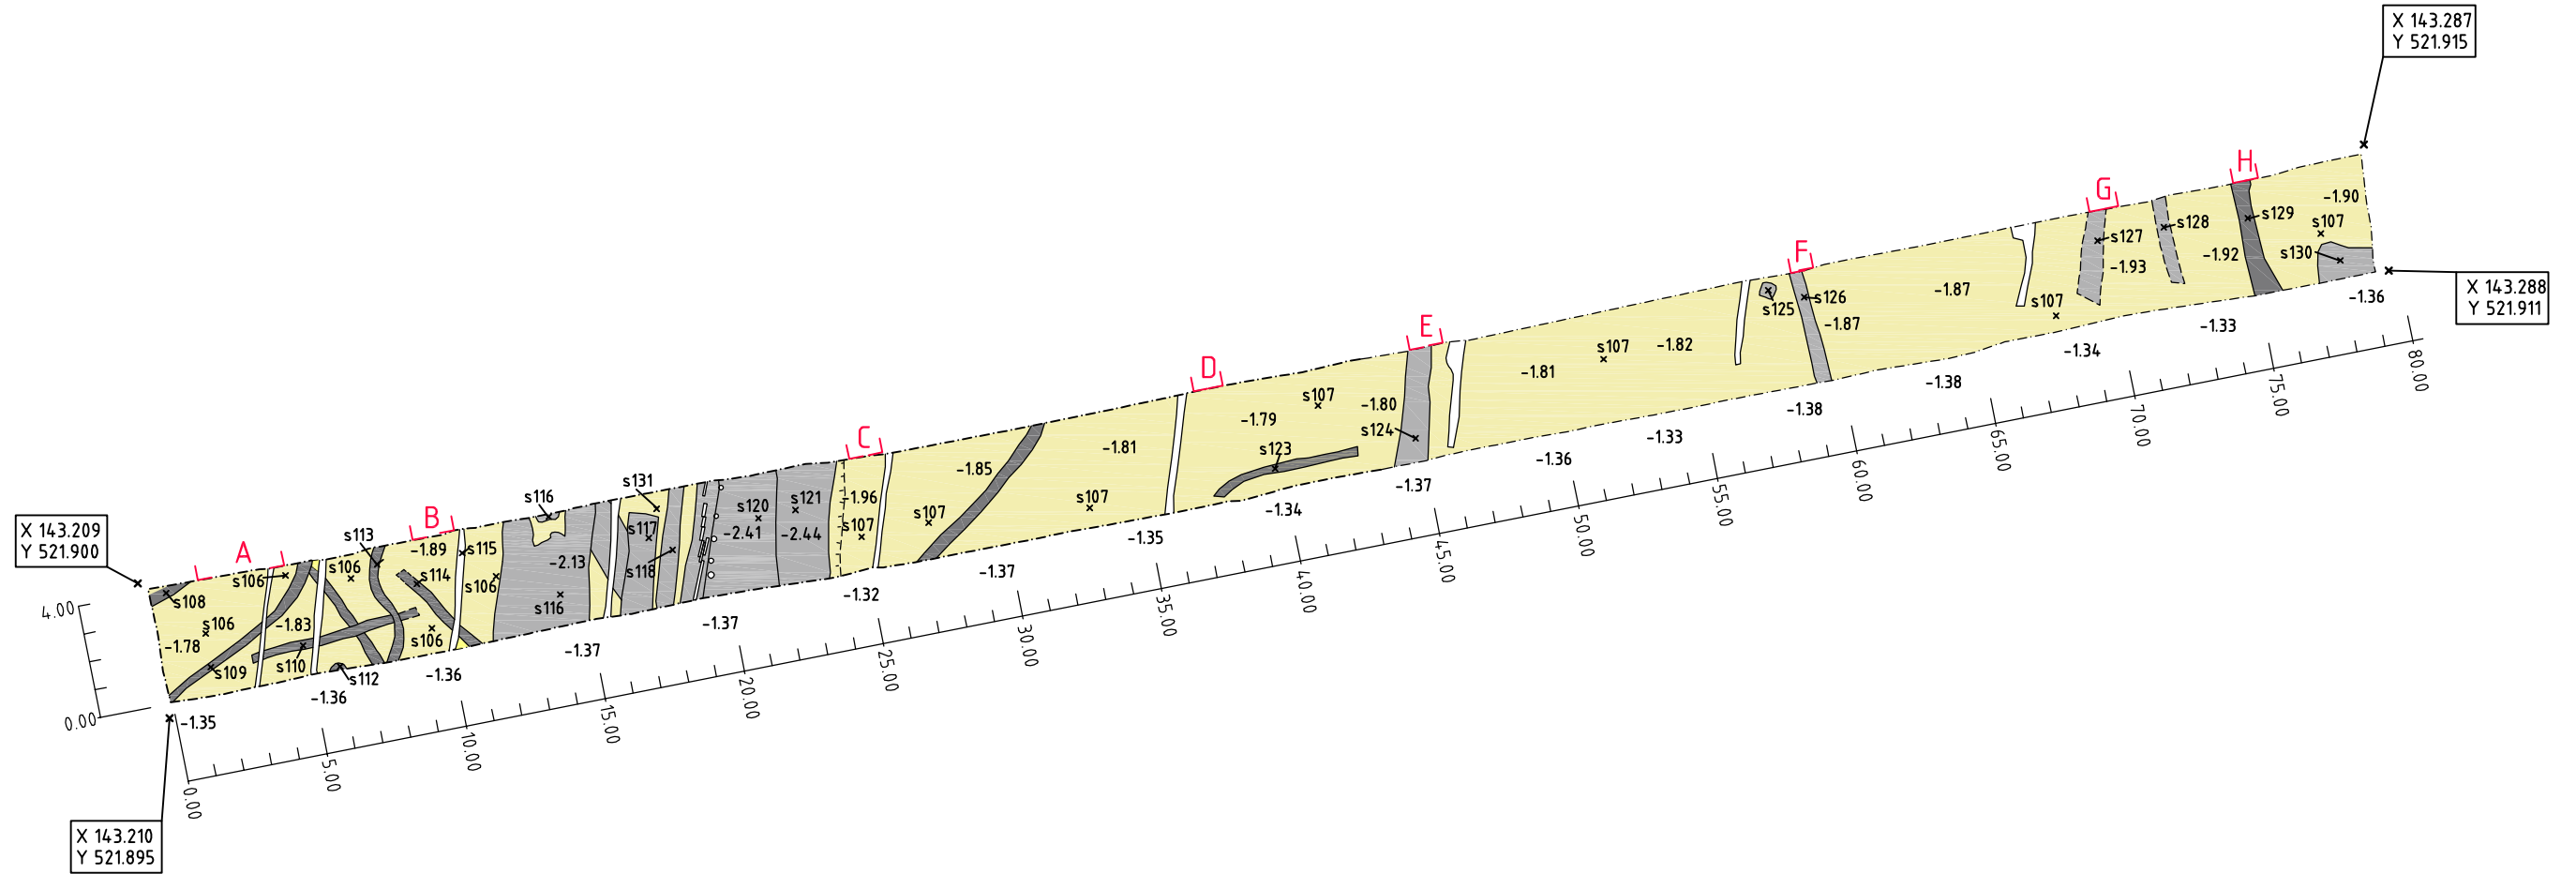 X 143.287
Y 521.915
X 143.288
Y 521.911
X 143.209
Y 521.900
X 143.210
Y 521.895
A
B
C
D
E
F
G
H
4.00
0.00
s108
s106
-1.78
s109
s106
-1.83
s110
s106
s112
s113
-1.89
s114
s106
s115
s106
s116
-2.13
s116
s131
s117
s118
s120
-2.41
s121
-2.44
-1.96
s107
-1.85
s107
-1.81
s107
-1.79
s107
s123
-1.80
s124
-1.81
s107
-1.82
s125
s126
-1.87
-1.87
s107
s127
-1.93
s128
-1.92
s129
-1.90
s107
s130
-1.35
-1.36
-1.36
-1.37
-1.37
-1.32
-1.37
-1.35
-1.34
-1.37
-1.36
-1.33
-1.38
-1.38
-1.34
-1.33
-1.36
0.00
5.00
10.00
15.00
20.00
25.00
30.00
35.00
40.00
45.00
50.00
55.00
60.00
65.00
70.00
75.00
80.00